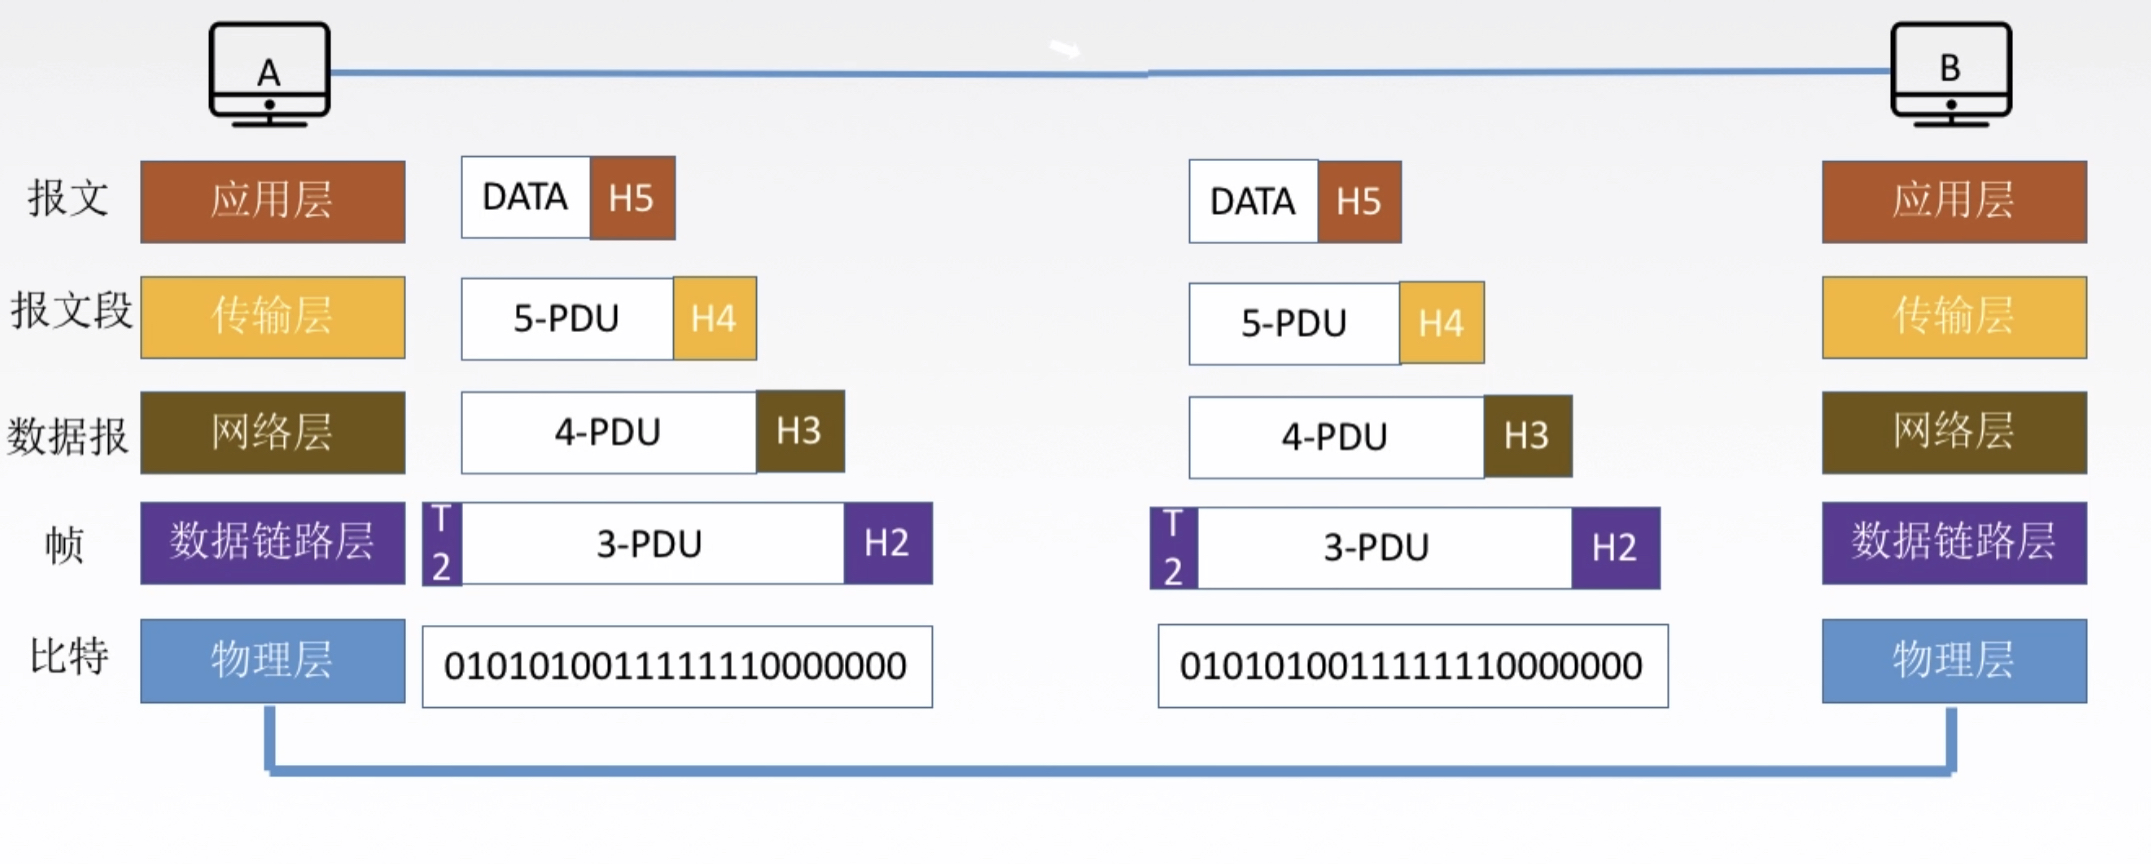 A B
报文 应用层 DATA H5 DATA H5 应用层
报文段 传输层 5-PDU H4 5-PDU H4 传输层
数据报 网络层 4-PDU H3 4-PDU H3 网络层
帧 数据链路层 T2 3-PDU H2 T2 3-PDU H2 数据链路层
比特 物理层 0101010011111110000000 0101010011111110000000 物理层